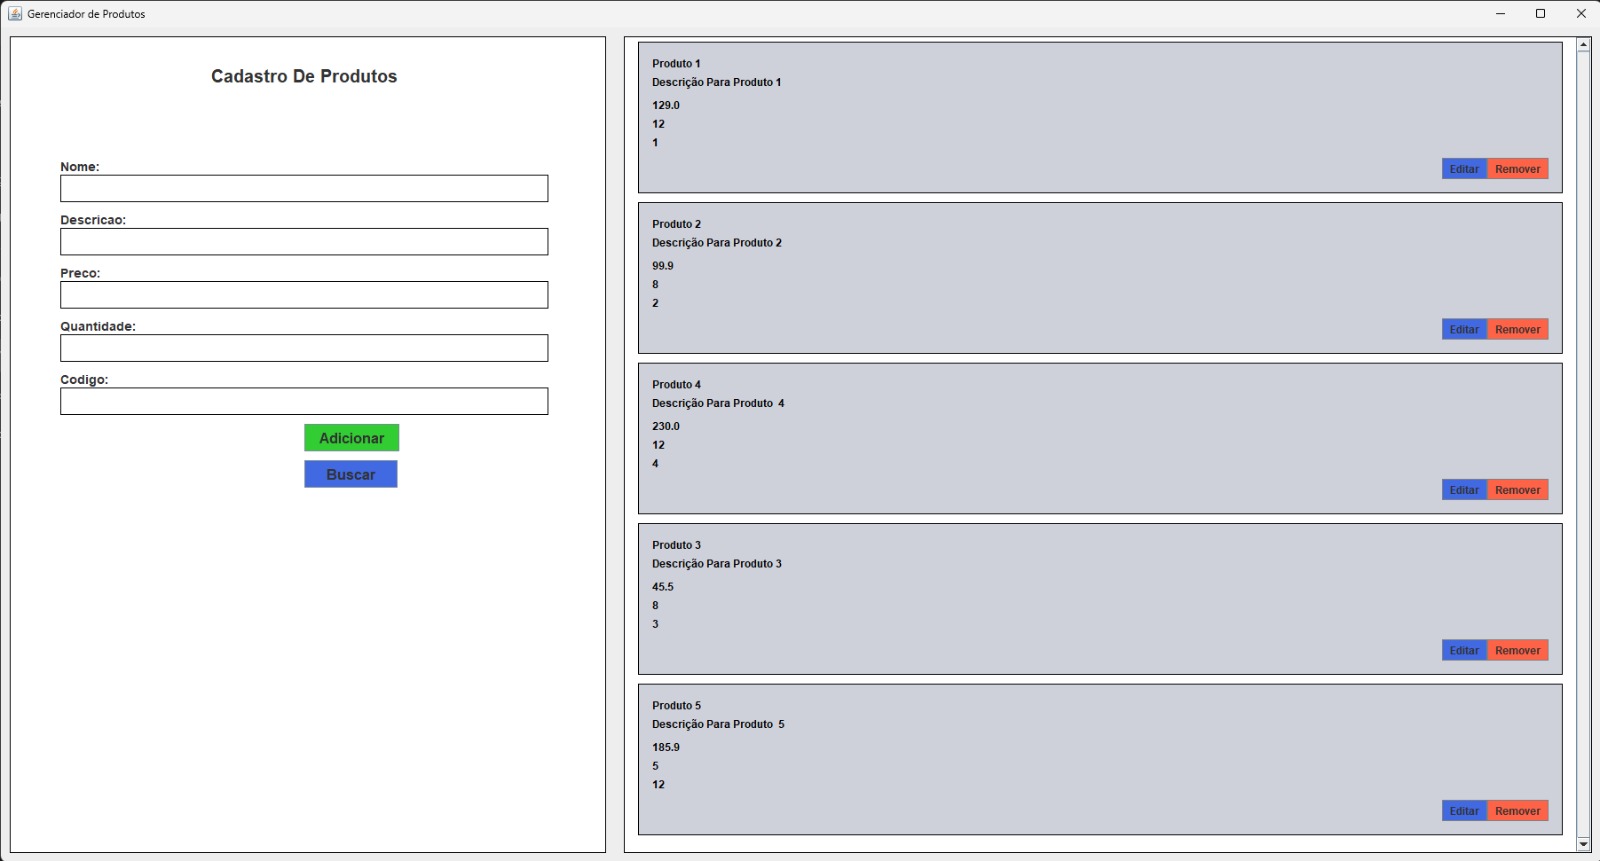 Gerenciador de Produtos
Cadastro De Produtos
Nome:
Descricao:
Preco:
Quantidade:
Codigo:
Adicionar
Buscar
Produto 1
Descrição Para Produto 1
129.0
12
1
Editar Remover
Produto 2
Descrição Para Produto 2
99.9
8
2
Editar Remover
Produto 4
Descrição Para Produto  4
230.0
12
4
Editar Remover
Produto 3
Descrição Para Produto 3
45.5
8
3
Editar Remover
Produto 5
Descrição Para Produto  5
185.9
5
12
Editar Remover